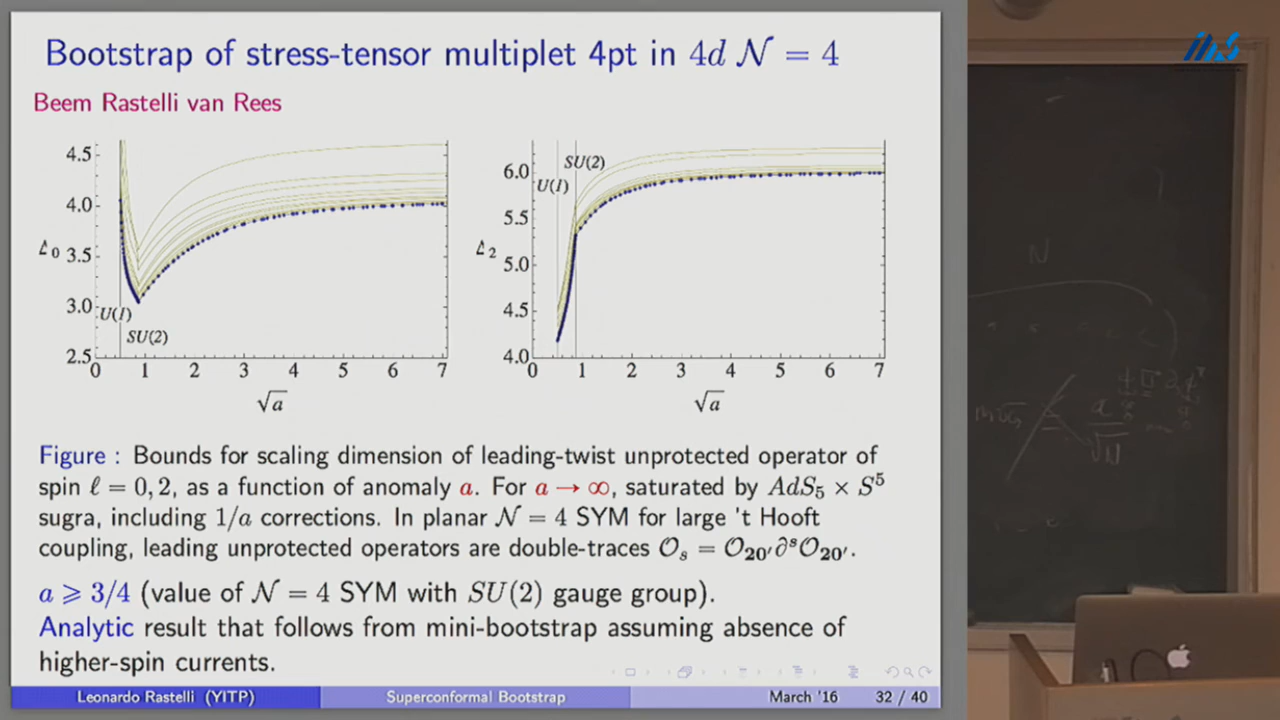 Bootstrap of stress-tensor multiplet 4pt in 4d 𝒩 = 4
Beem Rastelli van Rees
4.5
4.0
3.5
3.0
2.5
Δ₀
U(1)
SU(2)
0 1 2 3 4 5 6 7
√a
6.0
5.5
5.0
4.5
4.0
Δ₂
SU(2)
U(1)
0 1 2 3 4 5 6 7
√a
Figure : Bounds for scaling dimension of leading-twist unprotected operator of
spin ℓ = 0, 2, as a function of anomaly a. For a → ∞, saturated by AdS₅ × S⁵
sugra, including 1/a corrections. In planar 𝒩 = 4 SYM for large 't Hooft
coupling, leading unprotected operators are double-traces 𝒪ₛ = 𝒪₂₀′∂ˢ𝒪₂₀′.
a ⩾ 3/4 (value of 𝒩 = 4 SYM with SU(2) gauge group).
Analytic result that follows from mini-bootstrap assuming absence of
higher-spin currents.
Leonardo Rastelli (YITP) Superconformal Bootstrap March '16 32 / 40
N